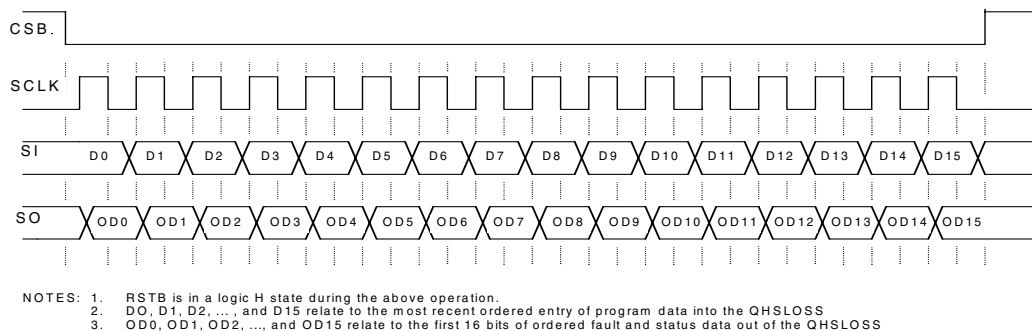 CSB.
SCLK
SI D0 D1 D2 D3 D4 D5 D6 D7 D8 D9 D10 D11 D12 D13 D14 D15
SO OD0 OD1 OD2 OD3 OD4 OD5 OD6 OD7 OD8 OD9 OD10 OD11 OD12 OD13 OD14 OD15
NOTES: 1. RSTB is in a logic H state during the above operation.
2. DO, D1, D2, ... , and D15 relate to the most recent ordered entry of program data into the QHSLOSS
3. OD0, OD1, OD2, ..., and OD15 relate to the first 16 bits of ordered fault and status data out of the QHSLOSS